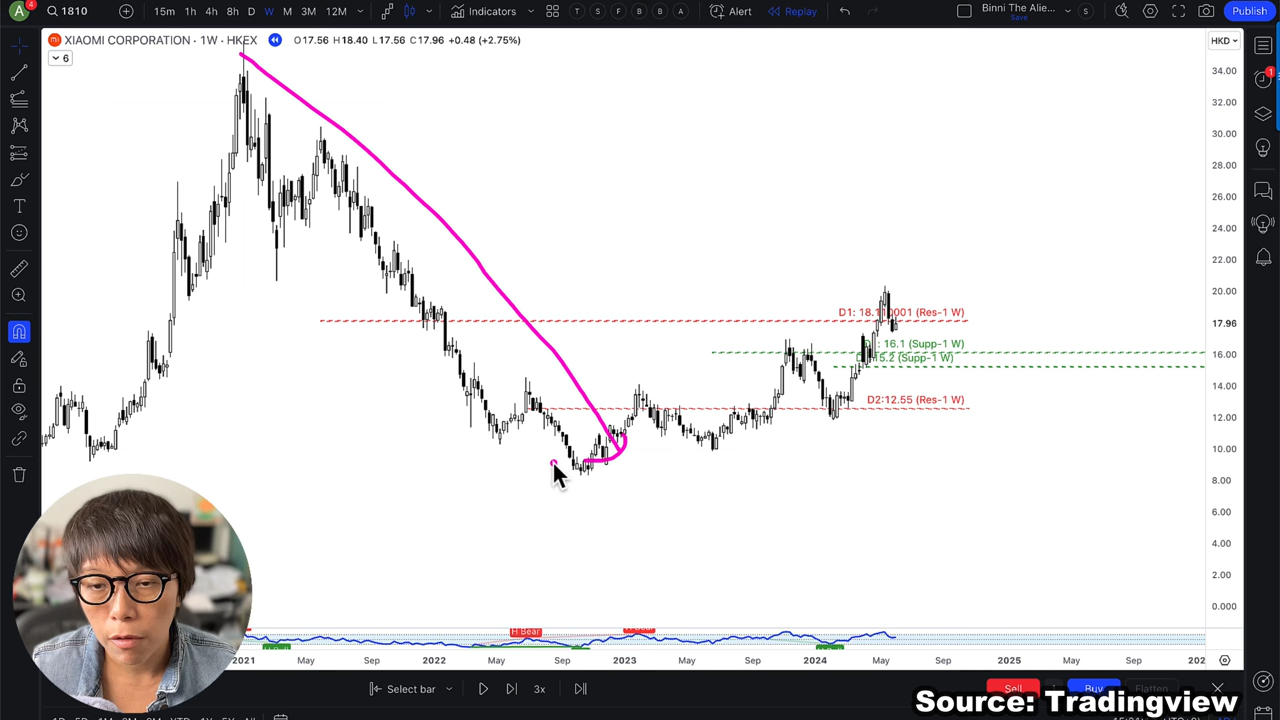 A 4 1810 15m 1h 4h 8h D W M 3M 12M Indicators T S F B B A Alert Replay Binni The Alie... Save S Publish
XIAOMI CORPORATION · 1W · HKEX O17.56 H18.40 L17.56 C17.96 +0.48 (+2.75%) HKD
6
34.00
32.00
30.00
28.00
26.00
24.00
22.00
20.00
D1: 18.110001 (Res-1 W)
17.96
16.1 (Supp-1 W)
16.00
15.2 (Supp-1 W)
14.00
D2:12.55 (Res-1 W)
12.00
10.00
8.00
6.00
4.00
2.00
0.000
H Bear
2021 May Sep 2022 May Sep 2023 May Sep 2024 May Sep 2025 May Sep
Select bar 3x Sell 1 Buy Flatten
Source: Tradingview